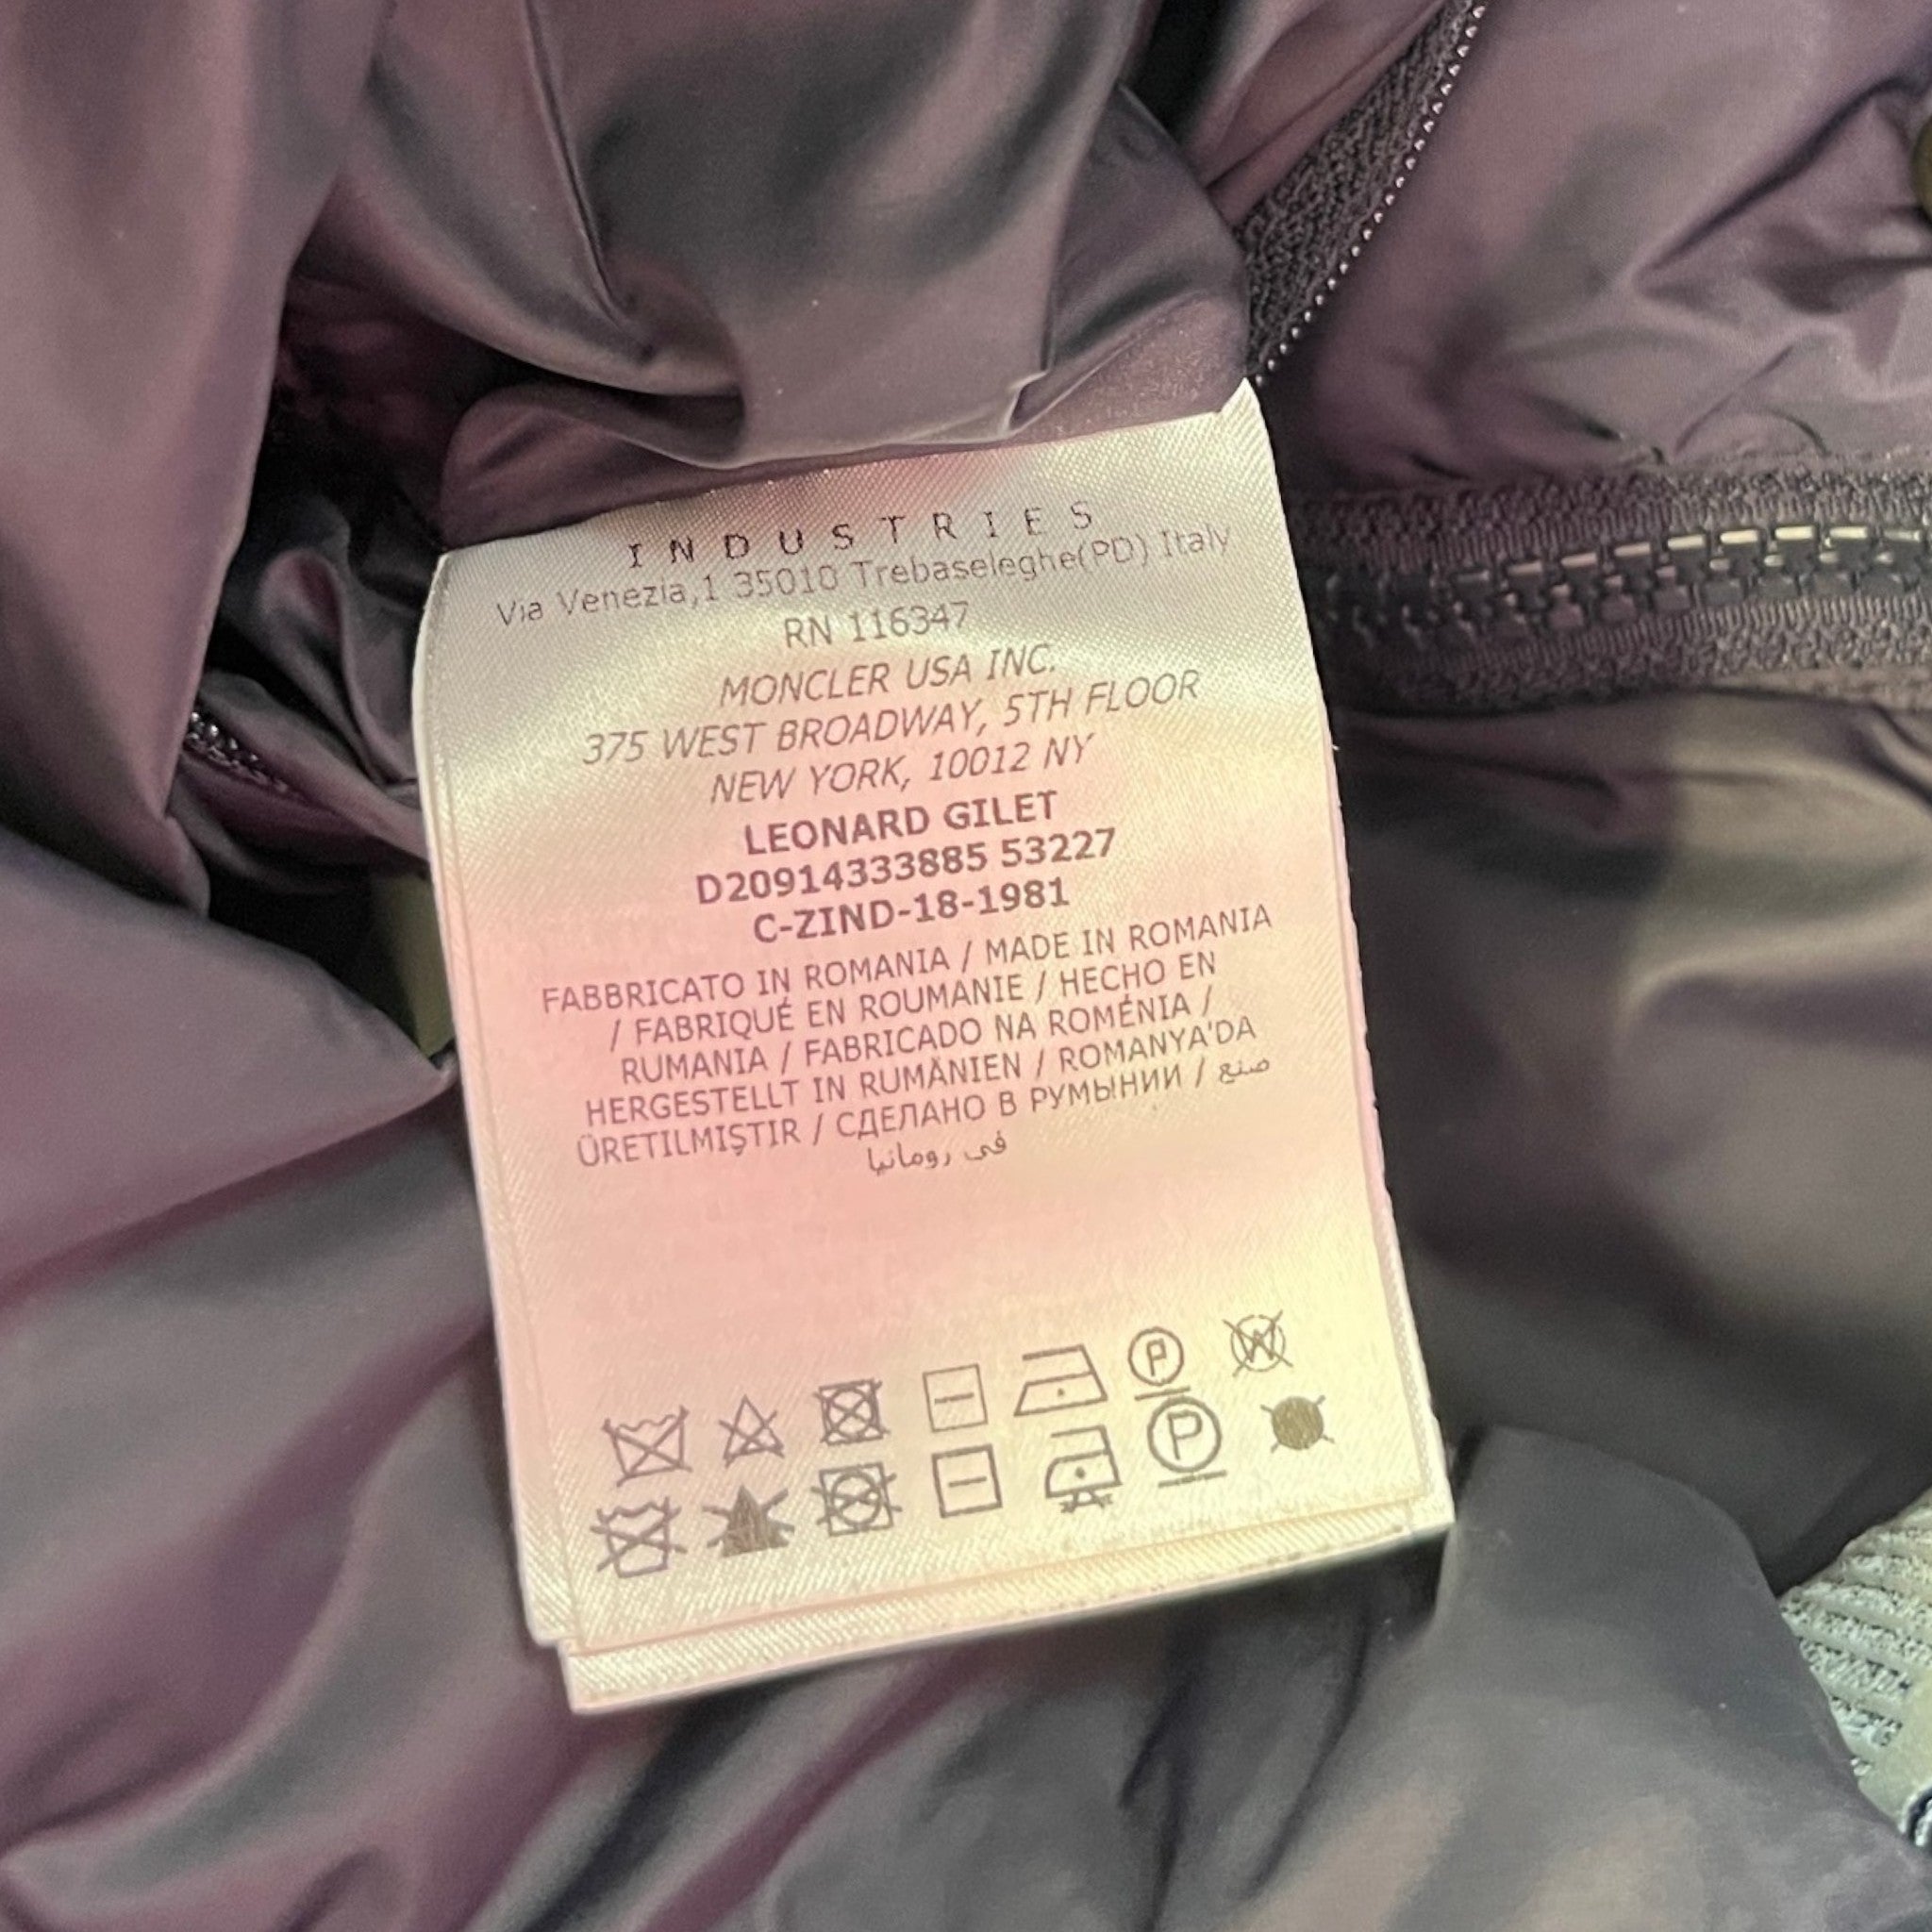 INDUSTRIES
Via Venezia,1 35010 Trebaseleghe(PD) Italy
RN 116347
MONCLER USA INC.
375 WEST BROADWAY, 5TH FLOOR
NEW YORK, 10012 NY
LEONARD GILET
D20914333885 53227
C-ZIND-18-1981
FABBRICATO IN ROMANIA / MADE IN ROMANIA
/ FABRIQUÉ EN ROUMANIE / HECHO EN
RUMANIA / FABRICADO NA ROMÉNIA /
HERGESTELLT IN RUMÄNIEN / ROMANYA'DA
ÜRETILMIŞTIR / СДЕЛАНО В РУМЫНИИ / صنع
في رومانيا
P W
P